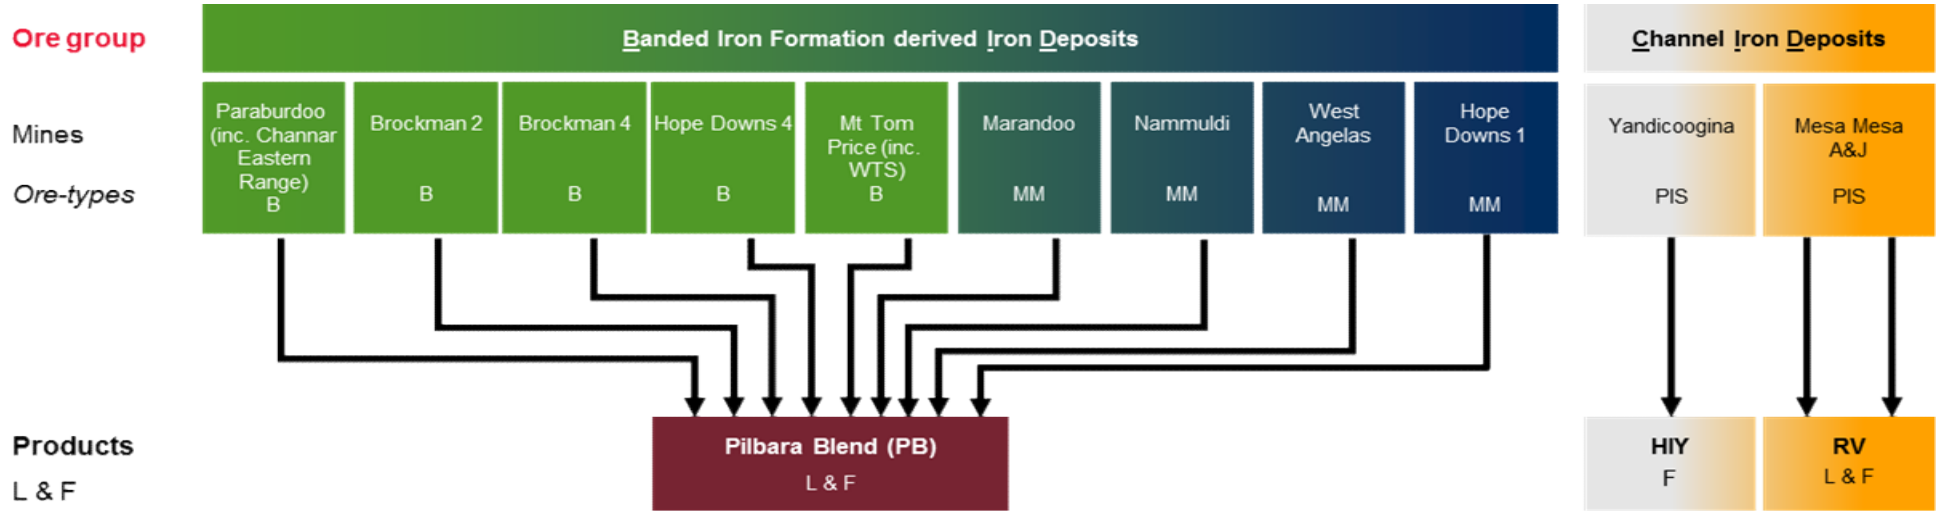 Ore group
Banded Iron Formation derived Iron Deposits
Channel Iron Deposits
Mines
Ore-types
Paraburdoo
(inc. Channar
Eastern
Range)
B
Brockman 2
B
Brockman 4
B
Hope Downs 4
B
Mt Tom
Price (inc.
WTS)
B
Marandoo
MM
Nammuldi
MM
West
Angelas
MM
Hope
Downs 1
MM
Yandicoogina
PIS
Mesa Mesa
A&J
PIS
Products
L & F
Pilbara Blend (PB)
L & F
HIY
F
RV
L & F